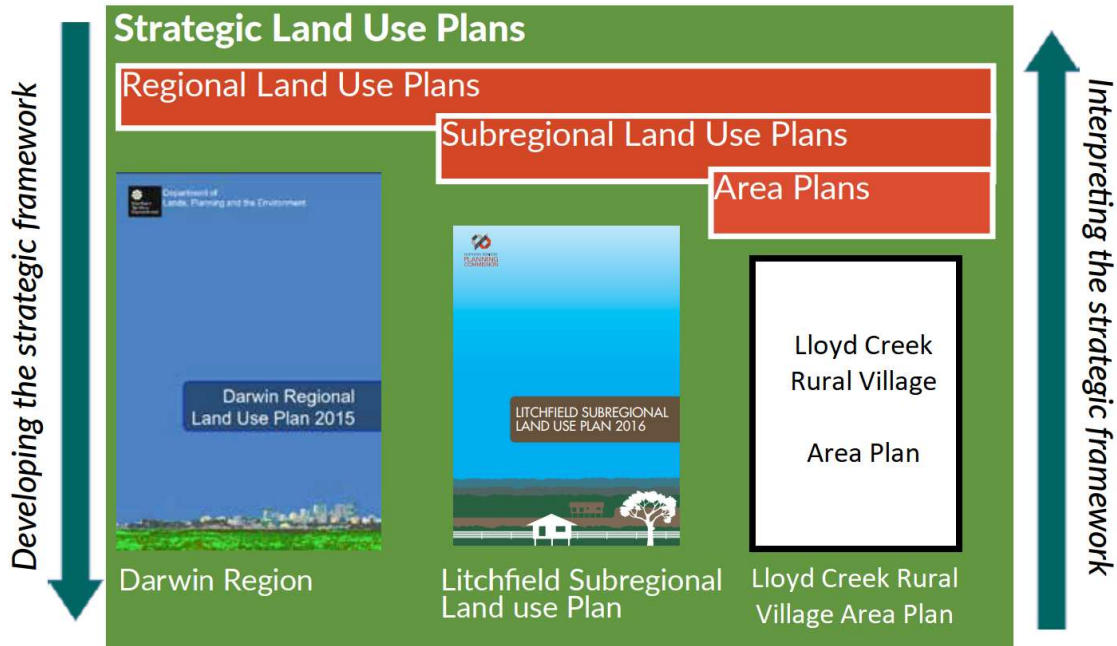 Strategic Land Use Plans
Regional Land Use Plans
Subregional Land Use Plans
Area Plans
Developing the strategic framework
Interpreting the strategic framework
Department of
Lands, Planning and the Environment
Darwin Regional
Land Use Plan 2015
PLANNING
COMMISSION
LITCHFIELD SUBREGIONAL
LAND USE PLAN 2016
Lloyd Creek
Rural Village
Area Plan
Darwin Region
Litchfield Subregional
Land use Plan
Lloyd Creek Rural
Village Area Plan